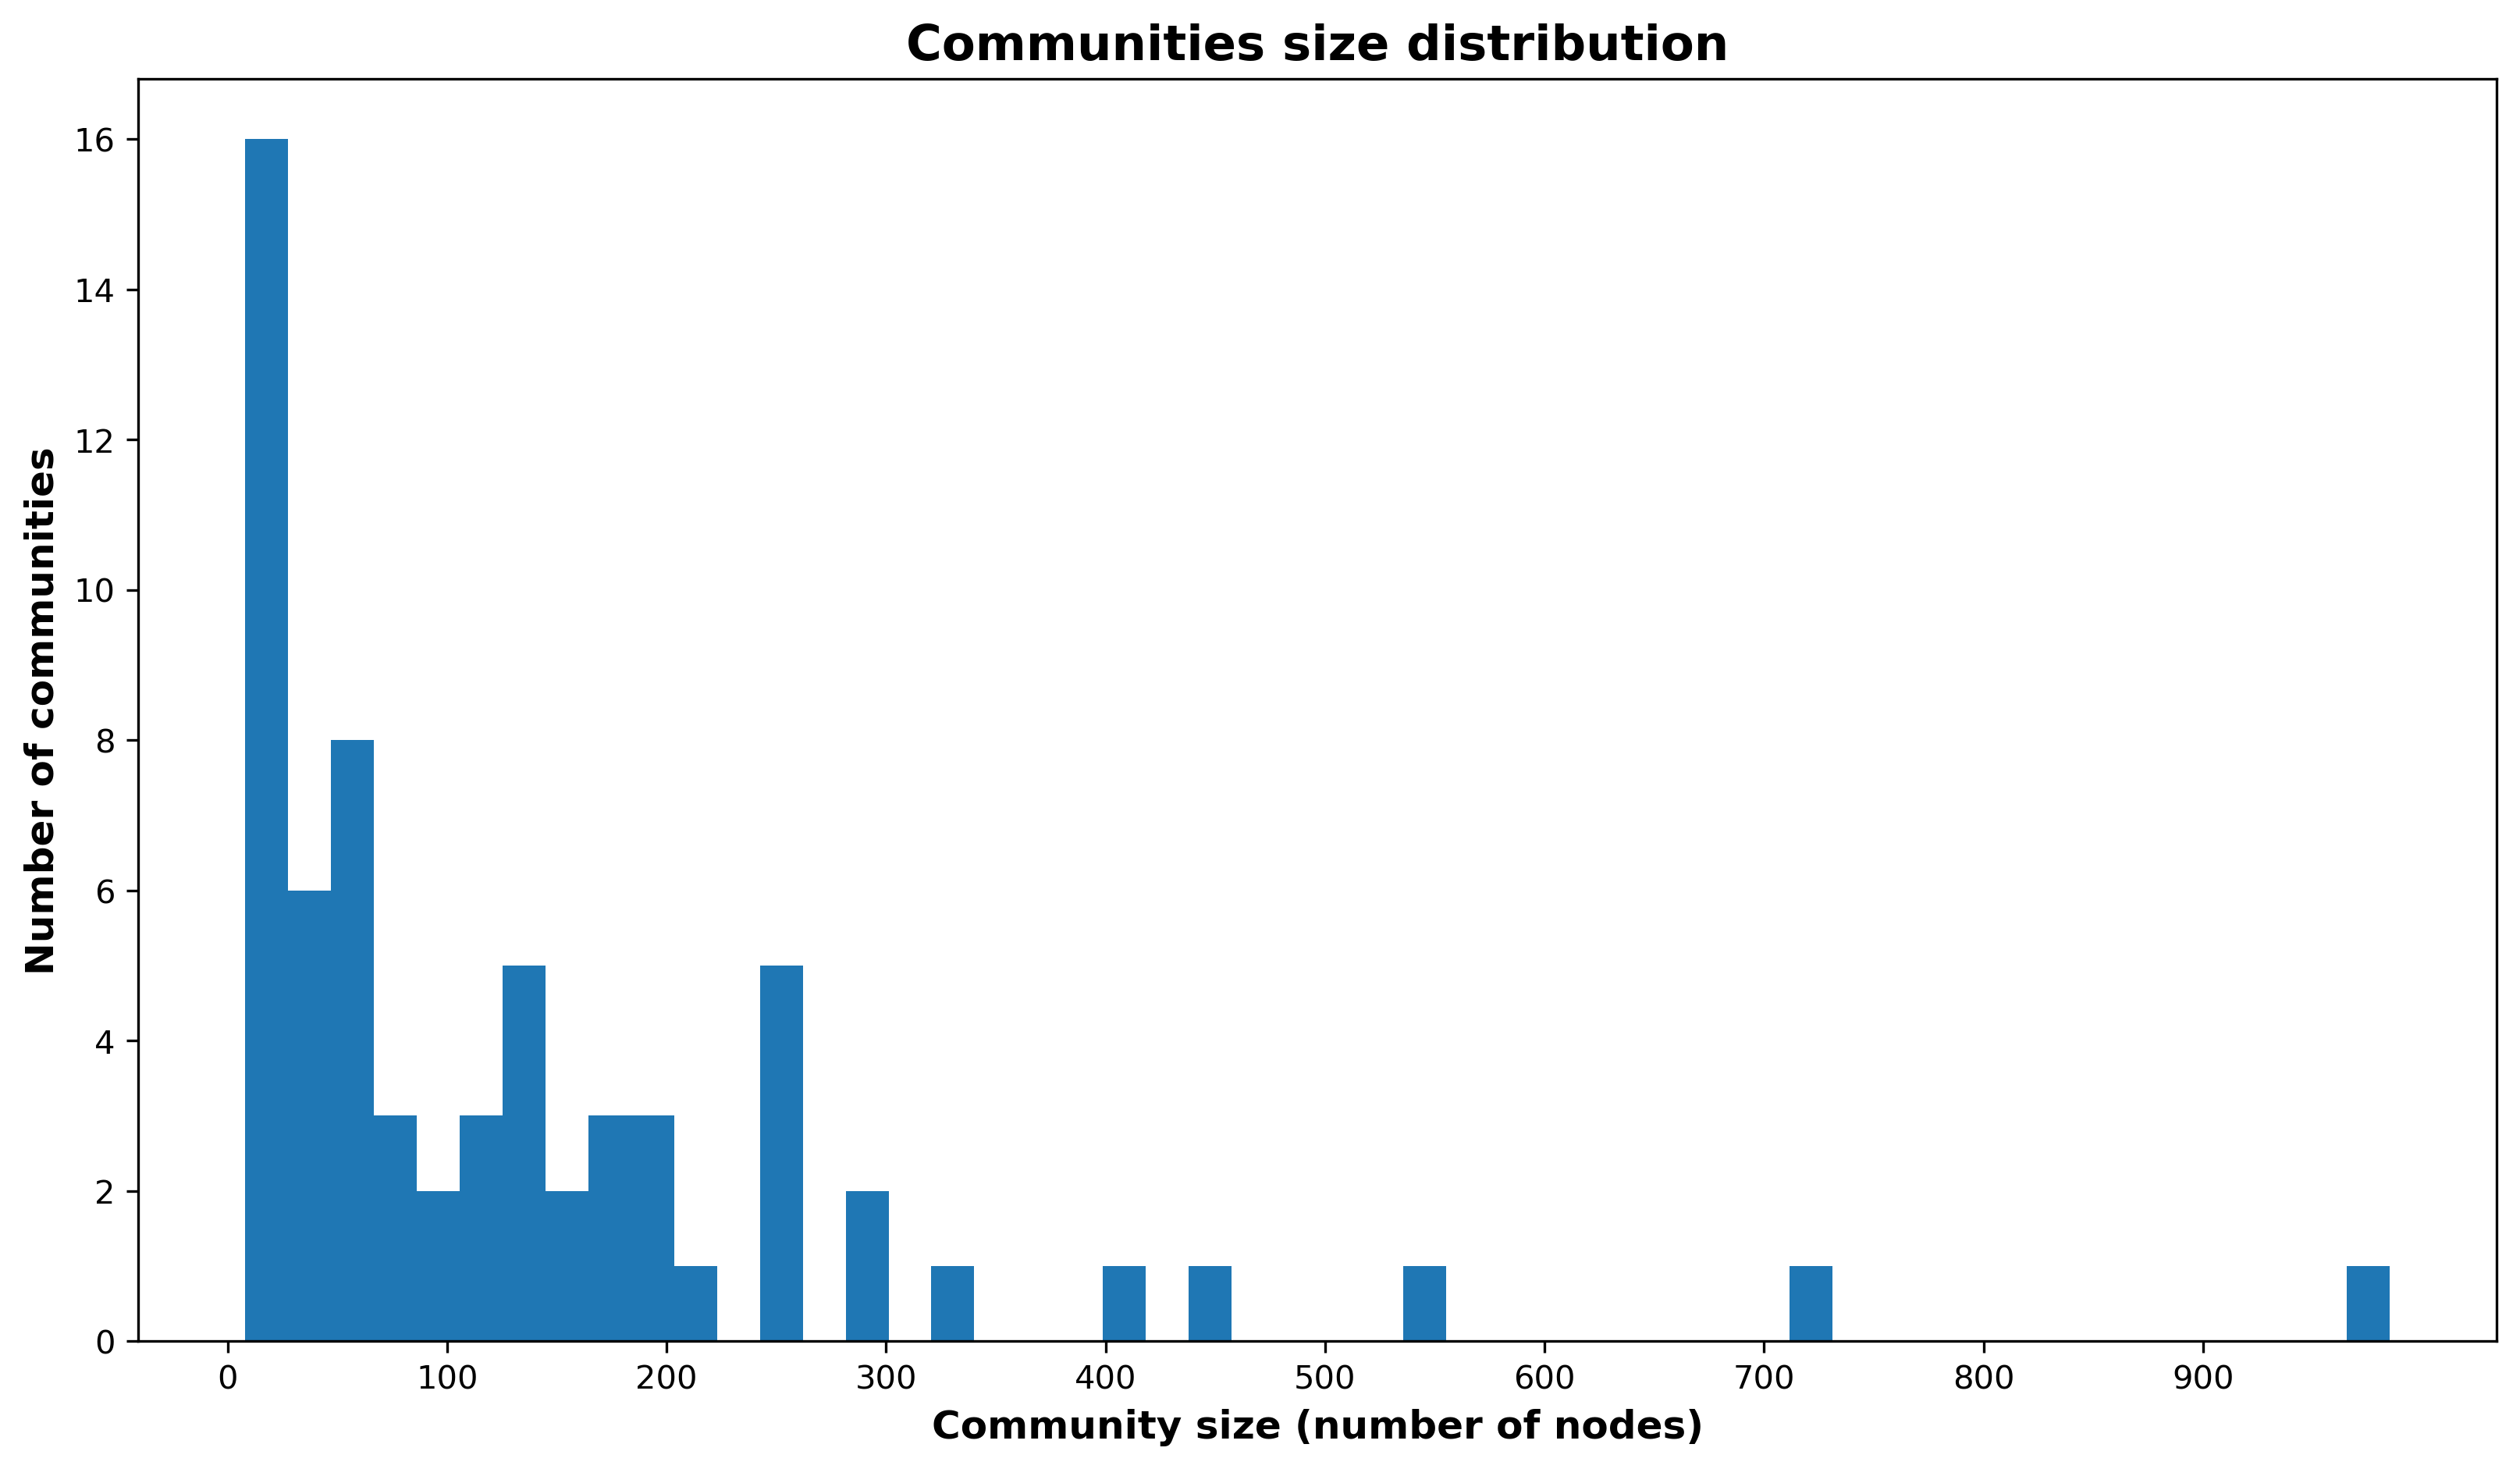 Communities size distribution
Number of communities
16
14
12
10
8
6
4
2
0
0 100 200 300 400 500 600 700 800 900
Community size (number of nodes)